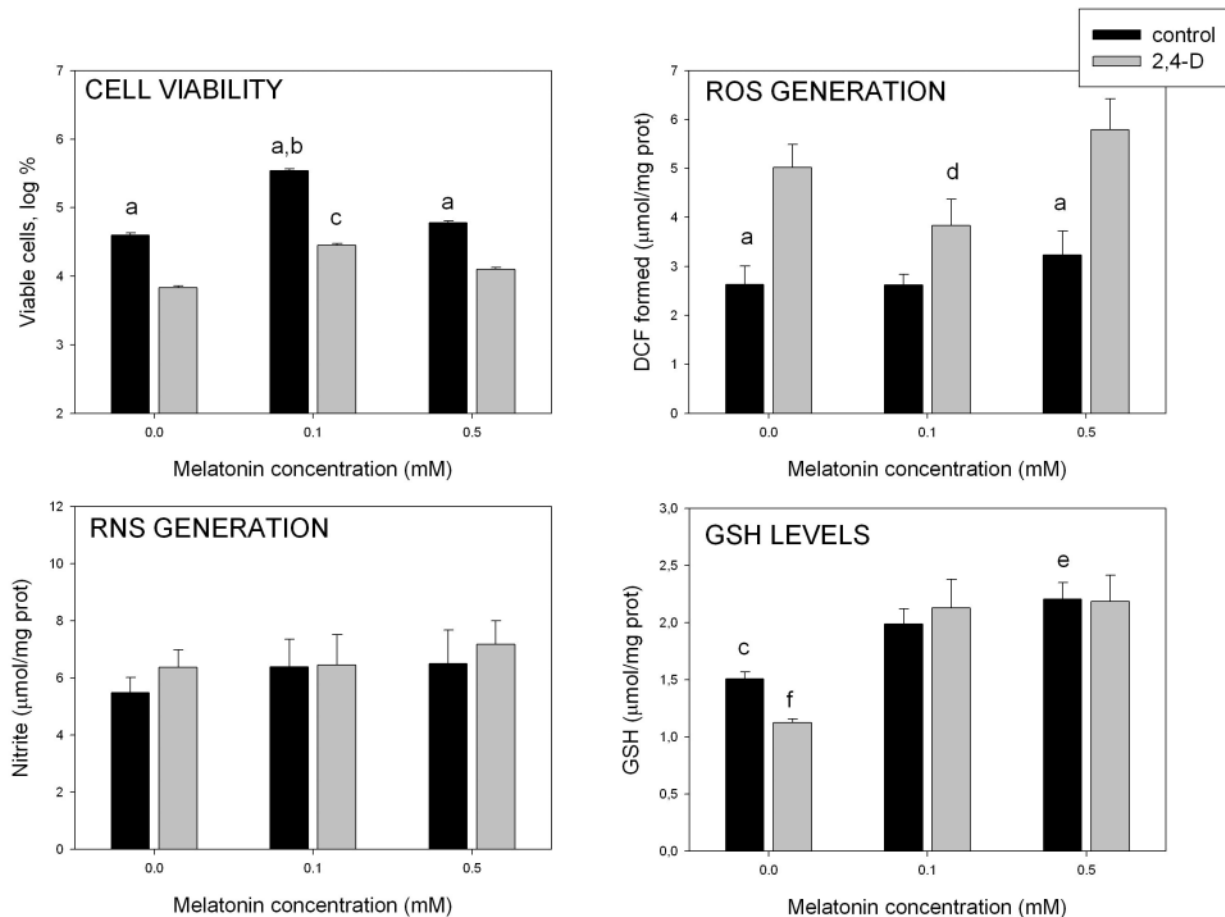 control
2,4-D
CELL VIABILITY
Viable cells, log %
7
6
5
4
3
2
a
a,b
c
a
0.0
0.1
0.5
Melatonin concentration (mM)
ROS GENERATION
DCF formed (μmol/mg prot)
7
6
5
4
3
2
1
0
a
d
a
0.0
0.1
0.5
Melatonin concentration (mM)
RNS GENERATION
Nitrite (μmol/mg prot)
12
10
8
6
4
2
0
0.0
0.1
0.5
Melatonin concentration (mM)
GSH LEVELS
GSH (μmol/mg prot)
3,0
2,5
2,0
1,5
1,0
0,5
0,0
c
f
e
0.0
0.1
0.5
Melatonin concentration (mM)